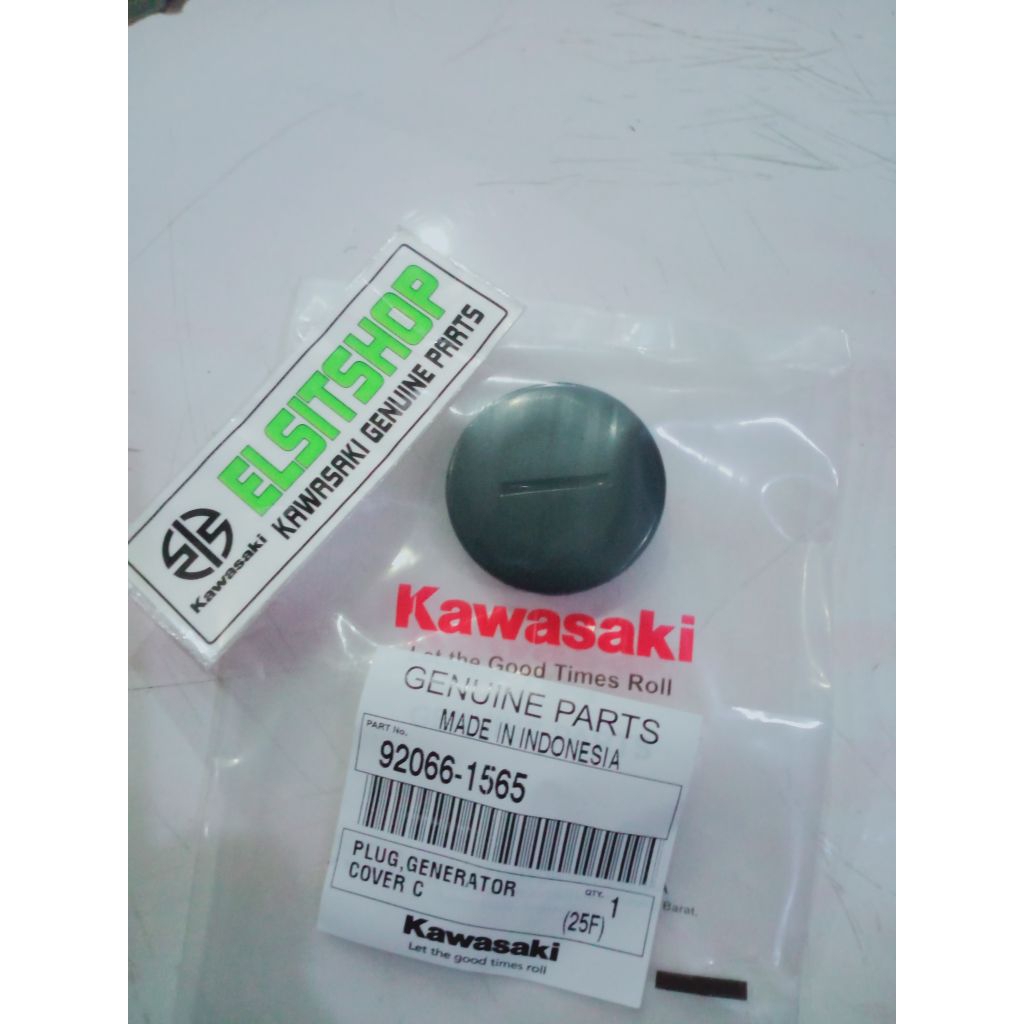 ELSITSHOP
KAWASAKI GENUINE PARTS
Kawasaki
Kawasaki
Let the Good Times Roll
GENUINE PARTS
MADE IN INDONESIA
PART No.
92066-1565
PLUG,GENERATOR
COVER C
QTY. 1
(25F)
Kawasaki
Let the good times roll
Barat.